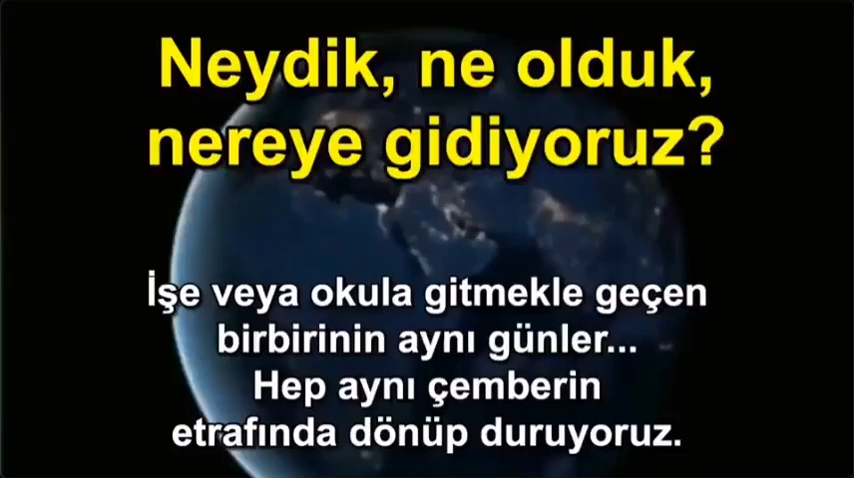 Neydik, ne olduk,
nereye gidiyoruz?
İşe veya okula gitmekle geçen
birbirinin aynı günler...
Hep aynı çemberin
etrafında dönüp duruyoruz.